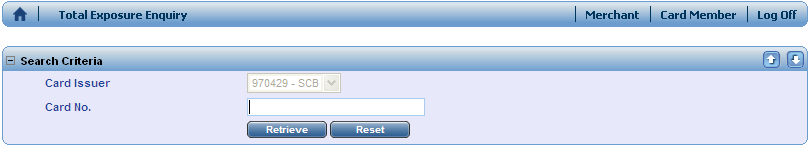 Total Exposure Enquiry Merchant Card Member Log Off
Search Criteria
Card Issuer 970429 - SCB
Card No.
Retrieve Reset